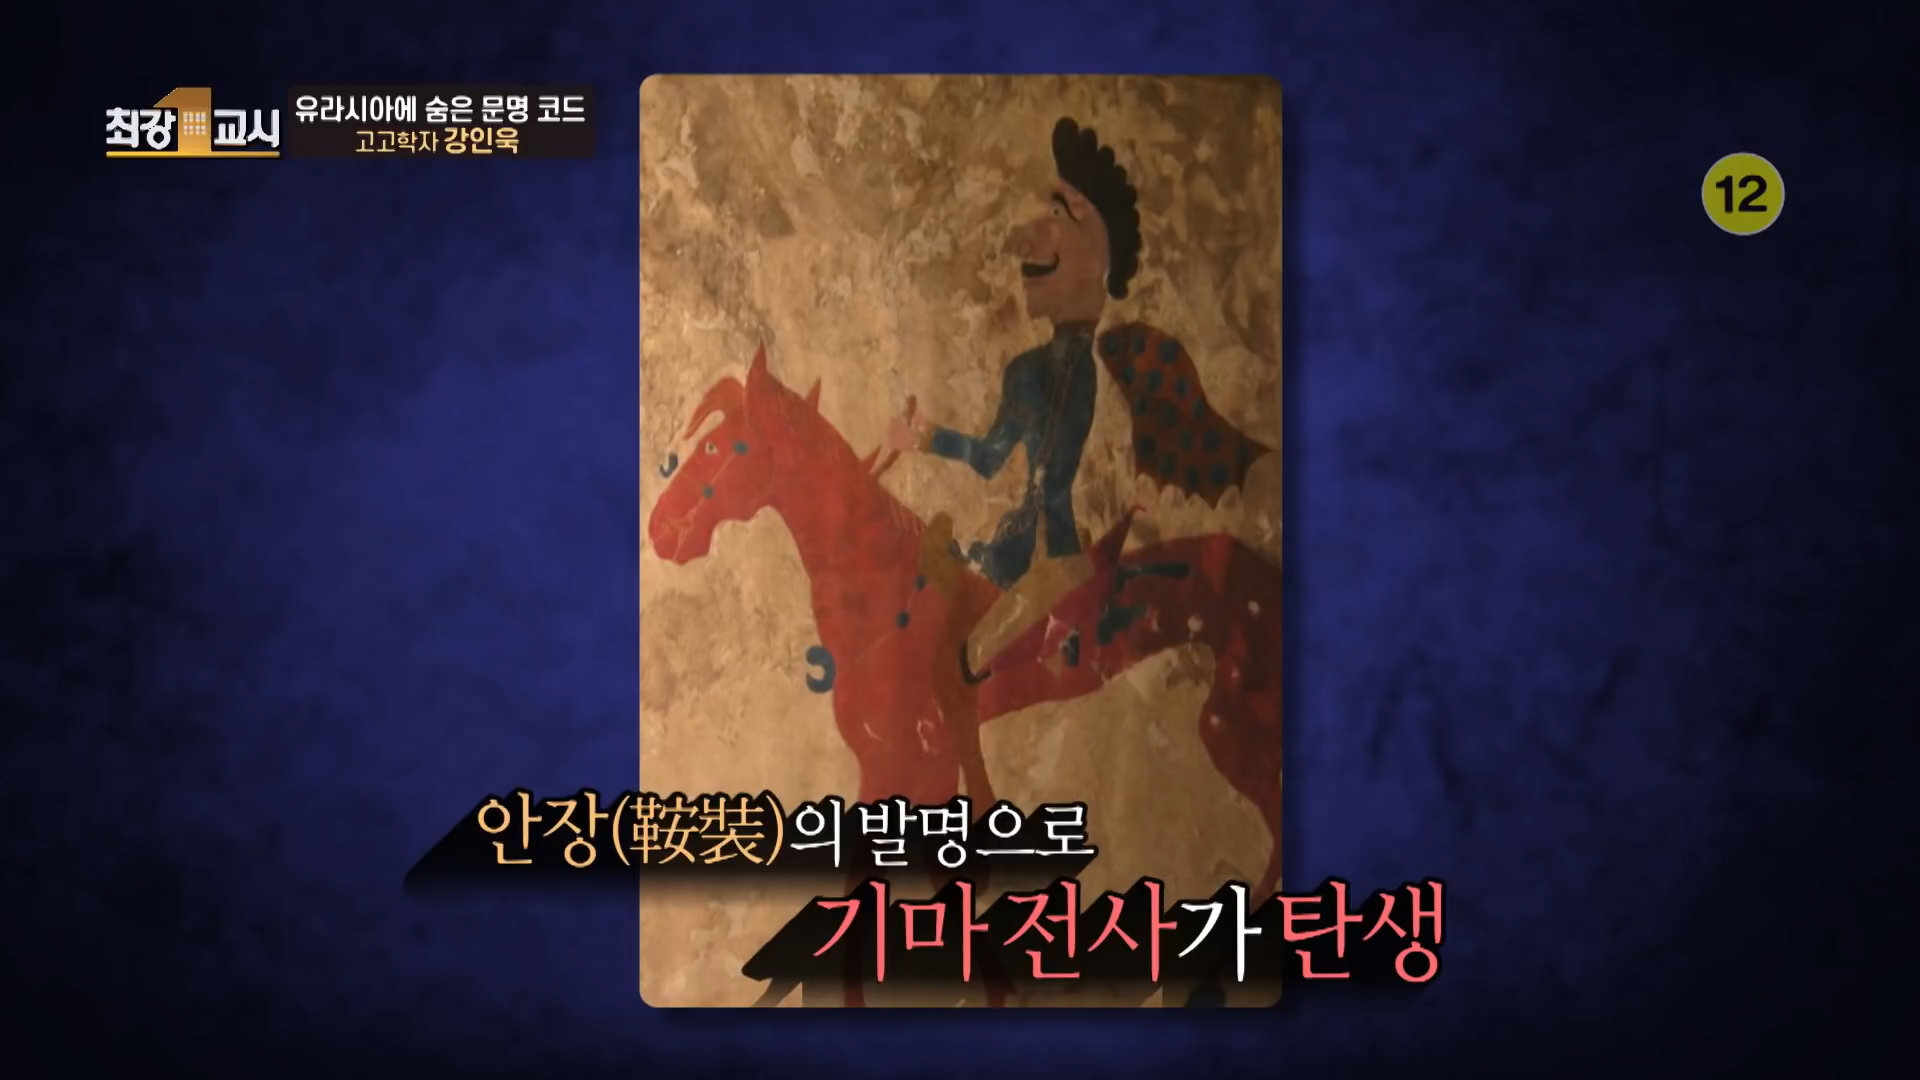 최강1교시
유라시아에 숨은 문명 코드
고고학자 강인욱
12
안장(鞍裝)의 발명으로
기마 전사가 탄생